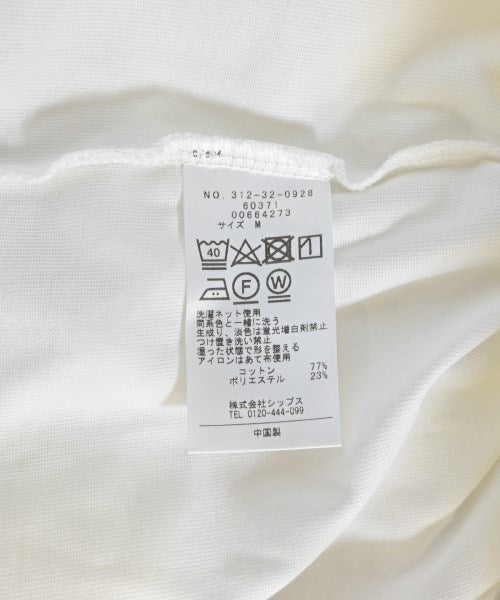 NO. 312-32-0928
60371
00664273
サイズ M
40
F W
洗濯ネット使用
同系色と一緒に洗う
生成り、淡色は蛍光増白剤禁止
つけ置き洗い禁止
湿った状態で形を整える
アイロンはあて布使用
コットン 77%
ポリエステル 23%
株式会社シップス
TEL 0120-444-099
中国製